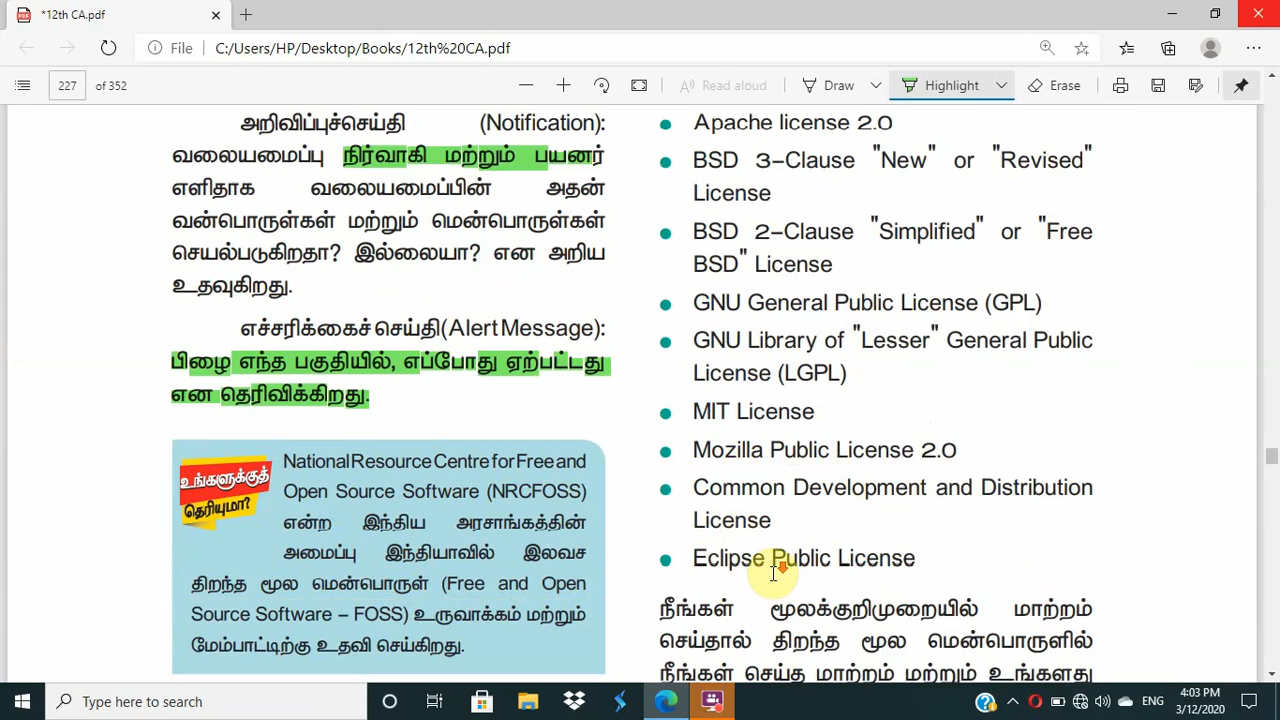 *12th CA.pdf
File
C:/Users/HP/Desktop/Books/12th%20CA.pdf
227
of 352
Read aloud
Draw
Highlight
Erase
அறிவிப்புச்செய்தி (Notification):
வலையமைப்பு நிர்வாகி மற்றும் பயனர்
எளிதாக வலையமைப்பின் அதன்
வன்பொருள்கள் மற்றும் மென்பொருள்கள்
செயல்படுகிறதா? இல்லையா? என அறிய
உதவுகிறது.
எச்சரிக்கைச் செய்தி(Alert Message):
பிழை எந்த பகுதியில், எப்போது ஏற்பட்டது
என தெரிவிக்கிறது.
உங்களுக்குத்
தெரியுமா?
National Resource Centre for Free and
Open Source Software (NRCFOSS)
என்ற இந்திய அரசாங்கத்தின்
அமைப்பு இந்தியாவில் இலவச
திறந்த மூல மென்பொருள் (Free and Open
Source Software – FOSS) உருவாக்கம் மற்றும்
மேம்பாட்டிற்கு உதவி செய்கிறது.
• Apache license 2.0
• BSD 3–Clause "New" or "Revised"
License
• BSD 2–Clause "Simplified" or "Free
BSD" License
• GNU General Public License (GPL)
• GNU Library of "Lesser" General Public
License (LGPL)
• MIT License
• Mozilla Public License 2.0
• Common Development and Distribution
License
• Eclipse Public License
நீங்கள் மூலக்குறிமுறையில் மாற்றம்
செய்தால் திறந்த மூல மென்பொருளில்
நீங்கள் செய்த மாற்றம் மற்றும் உங்களது
Type here to search
ENG
4:03 PM
3/12/2020